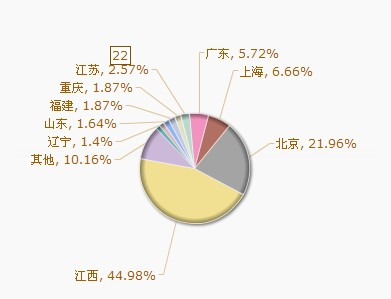 22
广东, 5.72%
江苏, 2.57%
上海, 6.66%
重庆, 1.87%
福建, 1.87%
山东, 1.64%
辽宁, 1.4%
北京, 21.96%
其他, 10.16%
江西, 44.98%